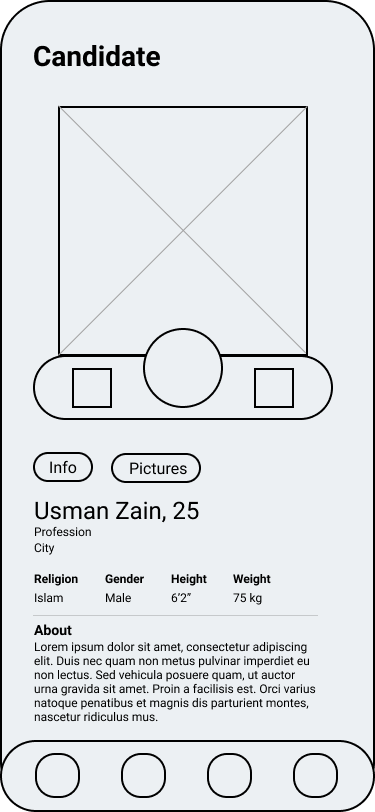 Candidate
Info
Pictures
Usman Zain, 25
Profession
City
Religion Gender Height Weight
Islam Male 6’2” 75 kg
About
Lorem ipsum dolor sit amet, consectetur adipiscing
elit. Duis nec quam non metus pulvinar imperdiet eu
non lectus. Sed vehicula posuere quam, ut auctor
urna gravida sit amet. Proin a facilisis est. Orci varius
natoque penatibus et magnis dis parturient montes,
nascetur ridiculus mus.